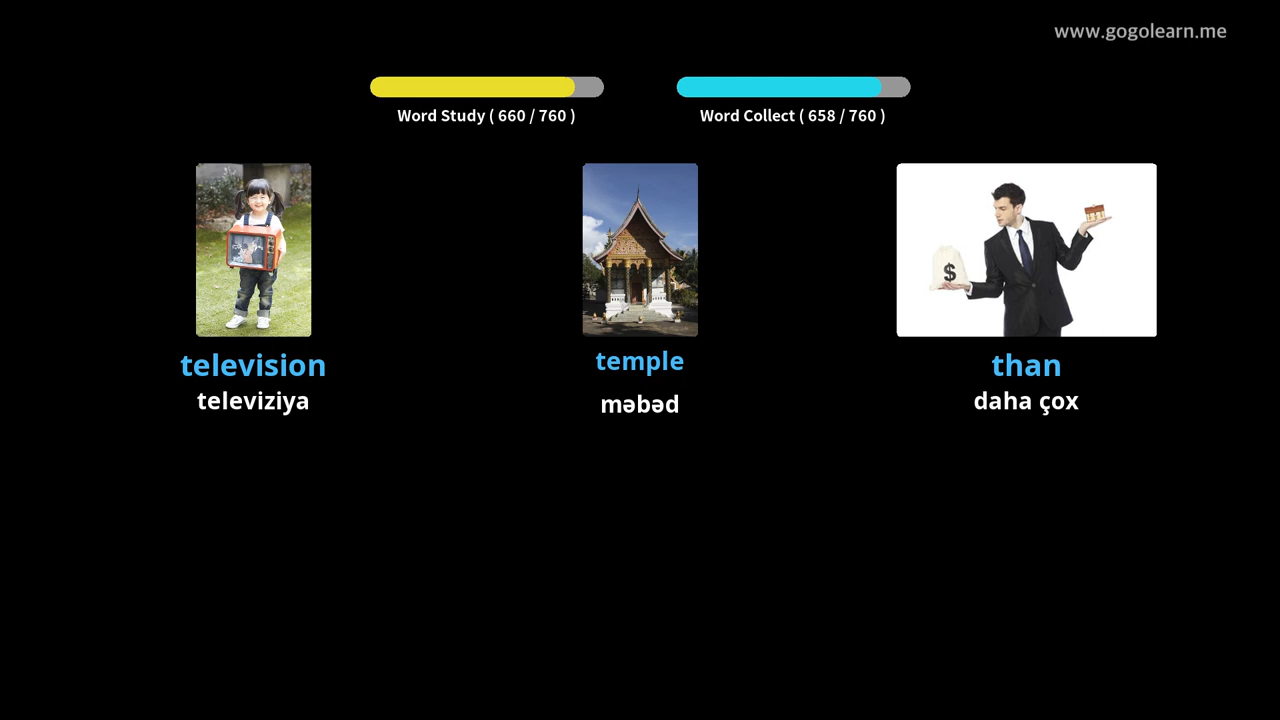 www.gogolearn.me
Word Study ( 660 / 760 )
Word Collect ( 658 / 760 )
television
televiziya
temple
məbəd
than
daha çox
$